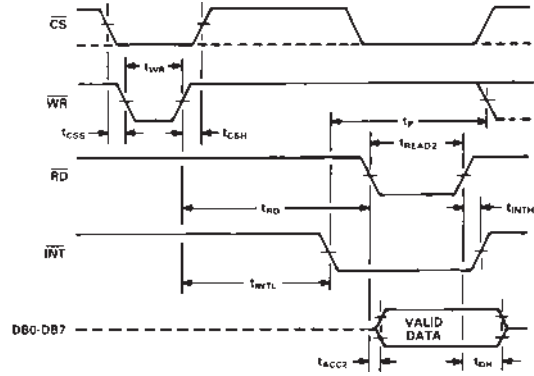 CS
tWR
WR
tCSS
tCSH
tP
tREAD2
RD
tRD
tINTH
INT
tINTL
DB0-DB7
VALID
DATA
tACC2
tDH